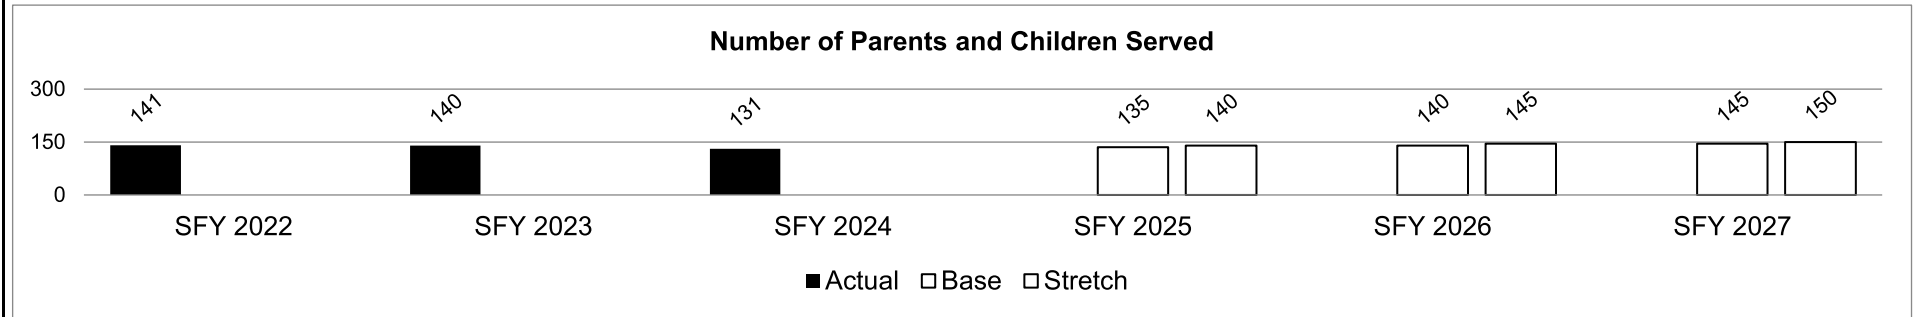 Number of Parents and Children Served
300
141 140 131 135 140 140 145 145 150
150
0
SFY 2022 SFY 2023 SFY 2024 SFY 2025 SFY 2026 SFY 2027
Actual Base Stretch